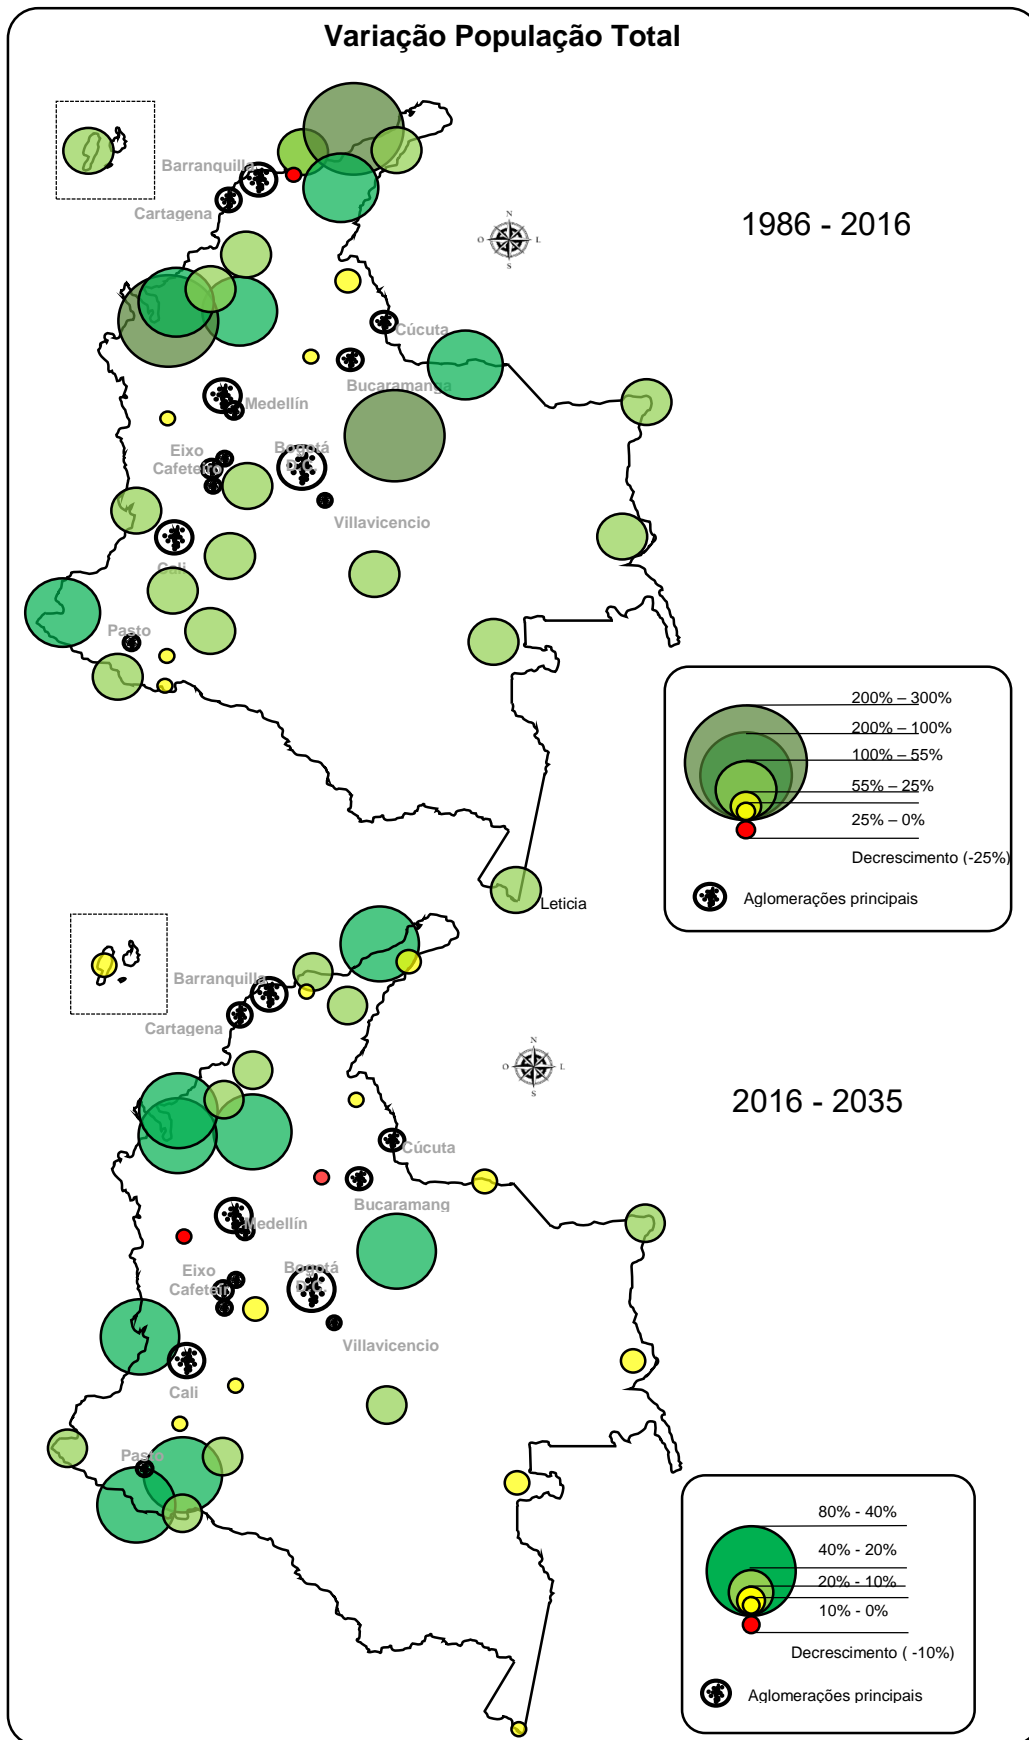 Variação População Total
Barranquilla
Cartagena
N
O
L
S
1986 - 2016
Cúcuta
Bucaramanga
Medellín
Eixo
Cafeteiro
Bogotá
D.C.
Villavicencio
Cali
Pasto
200% – 300%
200% – 100%
100% – 55%
55% – 25%
25% – 0%
Decrescimento (-25%)
Aglomerações principais
Leticia
Barranquilla
Cartagena
N
O
L
S
2016 - 2035
Cúcuta
Bucaramang
Medellín
Eixo
Cafeteir
Bogotá
D.C.
Villavicencio
Cali
Pasto
80% - 40%
40% - 20%
20% - 10%
10% - 0%
Decrescimento ( -10%)
Aglomerações principais